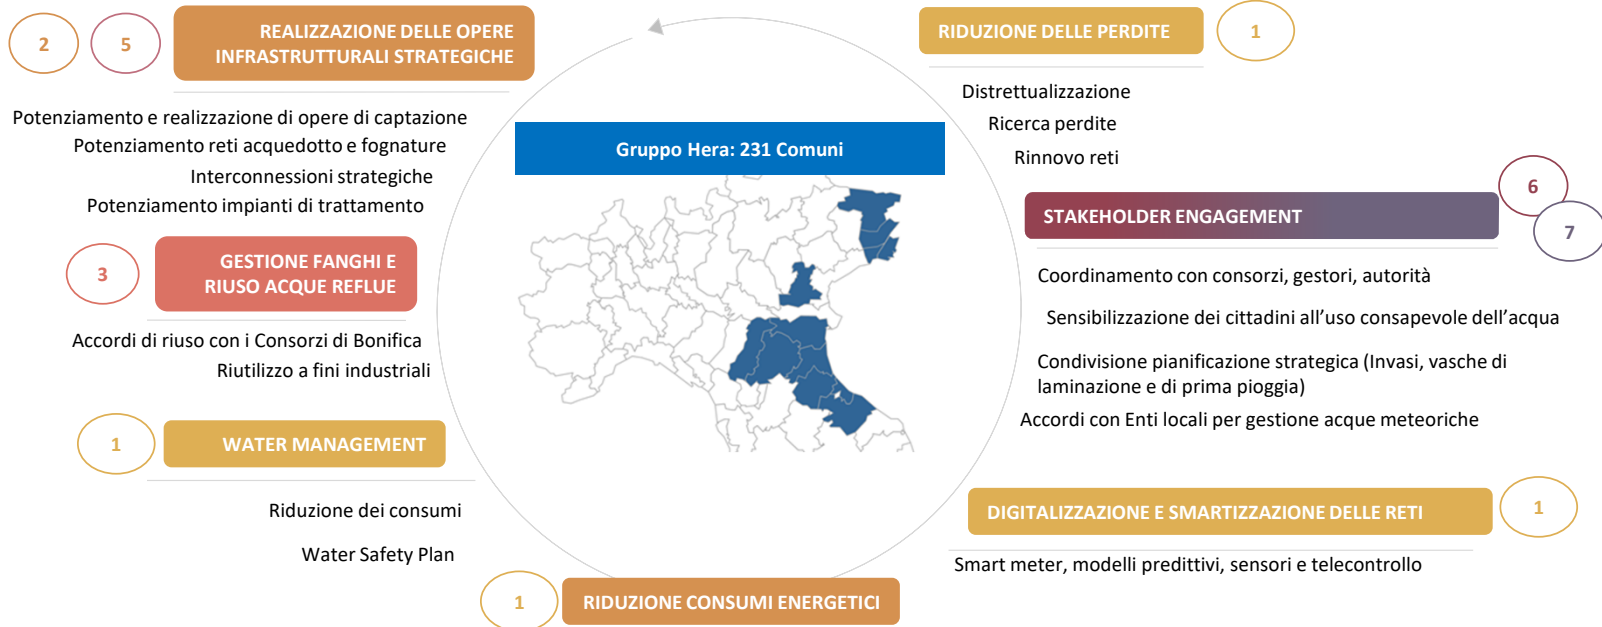 2
5
REALIZZAZIONE DELLE OPERE
INFRASTRUTTURALI STRATEGICHE
Potenziamento e realizzazione di opere di captazione
Potenziamento reti acquedotto e fognature
Interconnessioni strategiche
Potenziamento impianti di trattamento
3
GESTIONE FANGHI E
RIUSO ACQUE REFLUE
Accordi di riuso con i Consorzi di Bonifica
Riutilizzo a fini industriali
1
WATER MANAGEMENT
Riduzione dei consumi
Water Safety Plan
1
RIDUZIONE CONSUMI ENERGETICI
Gruppo Hera: 231 Comuni
RIDUZIONE DELLE PERDITE
1
Distrettualizzazione
Ricerca perdite
Rinnovo reti
STAKEHOLDER ENGAGEMENT
6
7
Coordinamento con consorzi, gestori, autorità
Sensibilizzazione dei cittadini all'uso consapevole dell'acqua
Condivisione pianificazione strategica (Invasi, vasche di
laminazione e di prima pioggia)
Accordi con Enti locali per gestione acque meteoriche
DIGITALIZZAZIONE E SMARTIZZAZIONE DELLE RETI
1
Smart meter, modelli predittivi, sensori e telecontrollo